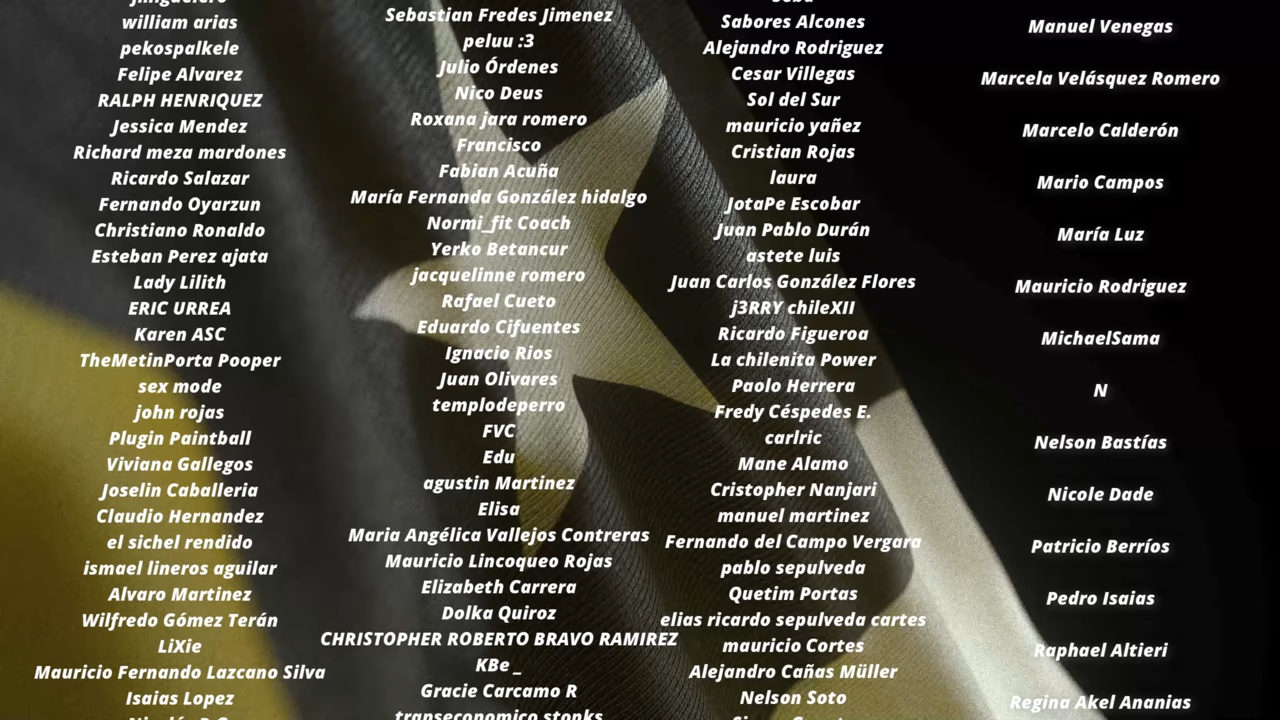 william arias
pekospalkele
Felipe Alvarez
RALPH HENRIQUEZ
Jessica Mendez
Richard meza mardones
Ricardo Salazar
Fernando Oyarzun
Christiano Ronaldo
Esteban Perez ajata
Lady Lilith
ERIC URREA
Karen ASC
TheMetinPorta Pooper
sex mode
john rojas
Plugin Paintball
Viviana Gallegos
Joselin Caballeria
Claudio Hernandez
el sichel rendido
ismael lineros aguilar
Alvaro Martinez
Wilfredo Gómez Terán
LiXie
Mauricio Fernando Lazcano Silva
Isaias Lopez
Sebastian Fredes Jimenez
peluu :3
Julio Órdenes
Nico Deus
Roxana jara romero
Francisco
Fabian Acuña
María Fernanda González hidalgo
Normi_fit Coach
Yerko Betancur
jacquelinne romero
Rafael Cueto
Eduardo Cifuentes
Ignacio Rios
Juan Olivares
templodeperro
FVC
Edu
agustin Martinez
Elisa
Maria Angélica Vallejos Contreras
Mauricio Lincoqueo Rojas
Elizabeth Carrera
Dolka Quiroz
CHRISTOPHER ROBERTO BRAVO RAMIREZ
KBe _
Gracie Carcamo R
transeconomico stonks
Sabores Alcones
Alejandro Rodriguez
Cesar Villegas
Sol del Sur
mauricio yañez
Cristian Rojas
laura
JotaPe Escobar
Juan Pablo Durán
astete luis
Juan Carlos González Flores
j3RRY chileXII
Ricardo Figueroa
La chilenita Power
Paolo Herrera
Fredy Céspedes E.
carlric
Mane Alamo
Cristopher Nanjari
manuel martinez
Fernando del Campo Vergara
pablo sepulveda
Quetim Portas
elias ricardo sepulveda cartes
mauricio Cortes
Alejandro Cañas Müller
Nelson Soto
Manuel Venegas
Marcela Velásquez Romero
Marcelo Calderón
Mario Campos
María Luz
Mauricio Rodriguez
MichaelSama
N
Nelson Bastías
Nicole Dade
Patricio Berríos
Pedro Isaias
Raphael Altieri
Regina Akel Ananias